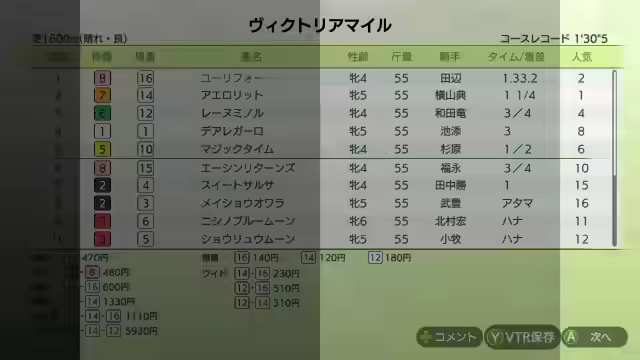 ヴィクトリアマイル
芝1600m(晴れ・良) コースレコード 1'30"5
枠番 馬番 馬名 性齢 斤量 騎手 タイム/着差 人気
1 8 16 ユーリフォー 牝4 55 田辺 1.33.2 2
7 14 アエロリット 牝5 55 横山典 1 1/4 1
6 12 レーヌミノル 牝5 55 和田竜 3/4 4
1 1 デアレガーロ 牝5 55 池添 3 8
5 10 マジックタイム 牝4 55 杉原 1/2 6
8 15 エーシンリターンズ 牝4 55 福永 3/4 10
2 4 スイートサルサ 牝4 55 田中勝 1 15
2 3 メイショウオワラ 牝5 55 武豊 アタマ 16
6 ニシノブルームーン 牝6 55 北村宏 ハナ 11
3 5 ショウリュウムーン 牝5 55 小牧 ハナ 12
470円 複勝 16 140円 14 120円 12 180円
8 480円 ワイド 14-16 230円
16 600円 12-16 510円
14 1330円 12-14 310円
14-16 1110円
14-12 5930円
+コメント Y VTR保存 A 次へ